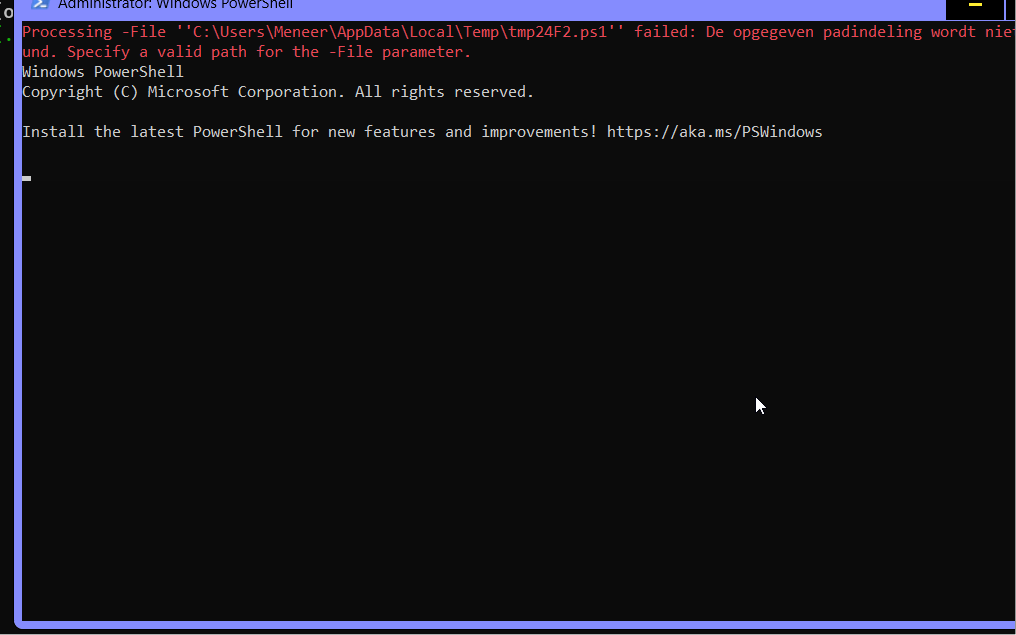 Administrator: Windows PowerShell
Processing -File ''C:\Users\Meneer\AppData\Local\Temp\tmp24F2.ps1'' failed: De opgegeven padindeling wordt nie
und. Specify a valid path for the -File parameter.
Windows PowerShell
Copyright (C) Microsoft Corporation. All rights reserved.
Install the latest PowerShell for new features and improvements! https://aka.ms/PSWindows